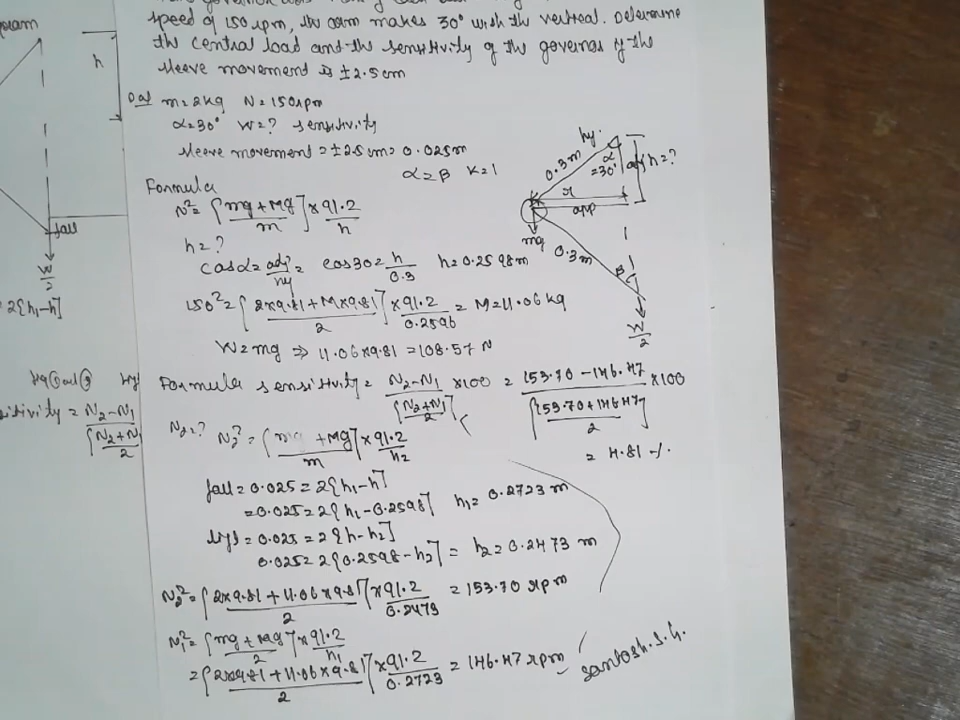 speed of 150 rpm, the arm makes 30° with the vertical. Determine
the central load and the sensitivity of the governor if the
sleeve movement is ±2.5cm
m=2kg N=150rpm
α=30° W=? sensitivity
sleeve movement = ±2.5cm = 0.025m
α=β K=1
Formula
N²= [mg+Mg/m] × 91.2/h
h=?
cosα= adj/hy = cos30= h/0.3 h=0.2598m
150²= [2×9.81+M×9.81/2] × 91.2/0.2598 = M=11.06kg
W=mg ⇒ 11.06×9.81=108.57 N
Formula sensitivity= N2-N1/[N2+N1/2] ×100 = 153.70-146.47/[153.70+146.47/2] ×100
= 4.81 %
N2=? N2²= [mg+Mg/m] × 91.2/h2
fall=0.025=2[h1-h]
=0.025=2[h1-0.2598] h1=0.2723 m
0.025=2[h-h2]
0.025=2[0.2598-h2] = h2=0.2473 m
N2²= [2×9.81+11.06×9.81/2] × 91.2/0.2473 = 153.70 rpm
N1²= [mg+Mg/2] × 91.2/h1
= [2×9.81+11.06×9.81/2] × 91.2/0.2723 = 146.47 rpm
- Santosh.S.G.
hy.
0.3m
α
=30°
adj
h=?
r
opp
mg
0.3m
β
W/2
h
fall
W/2
=2[h1-h]
N2-N1/[N2+N1/2]